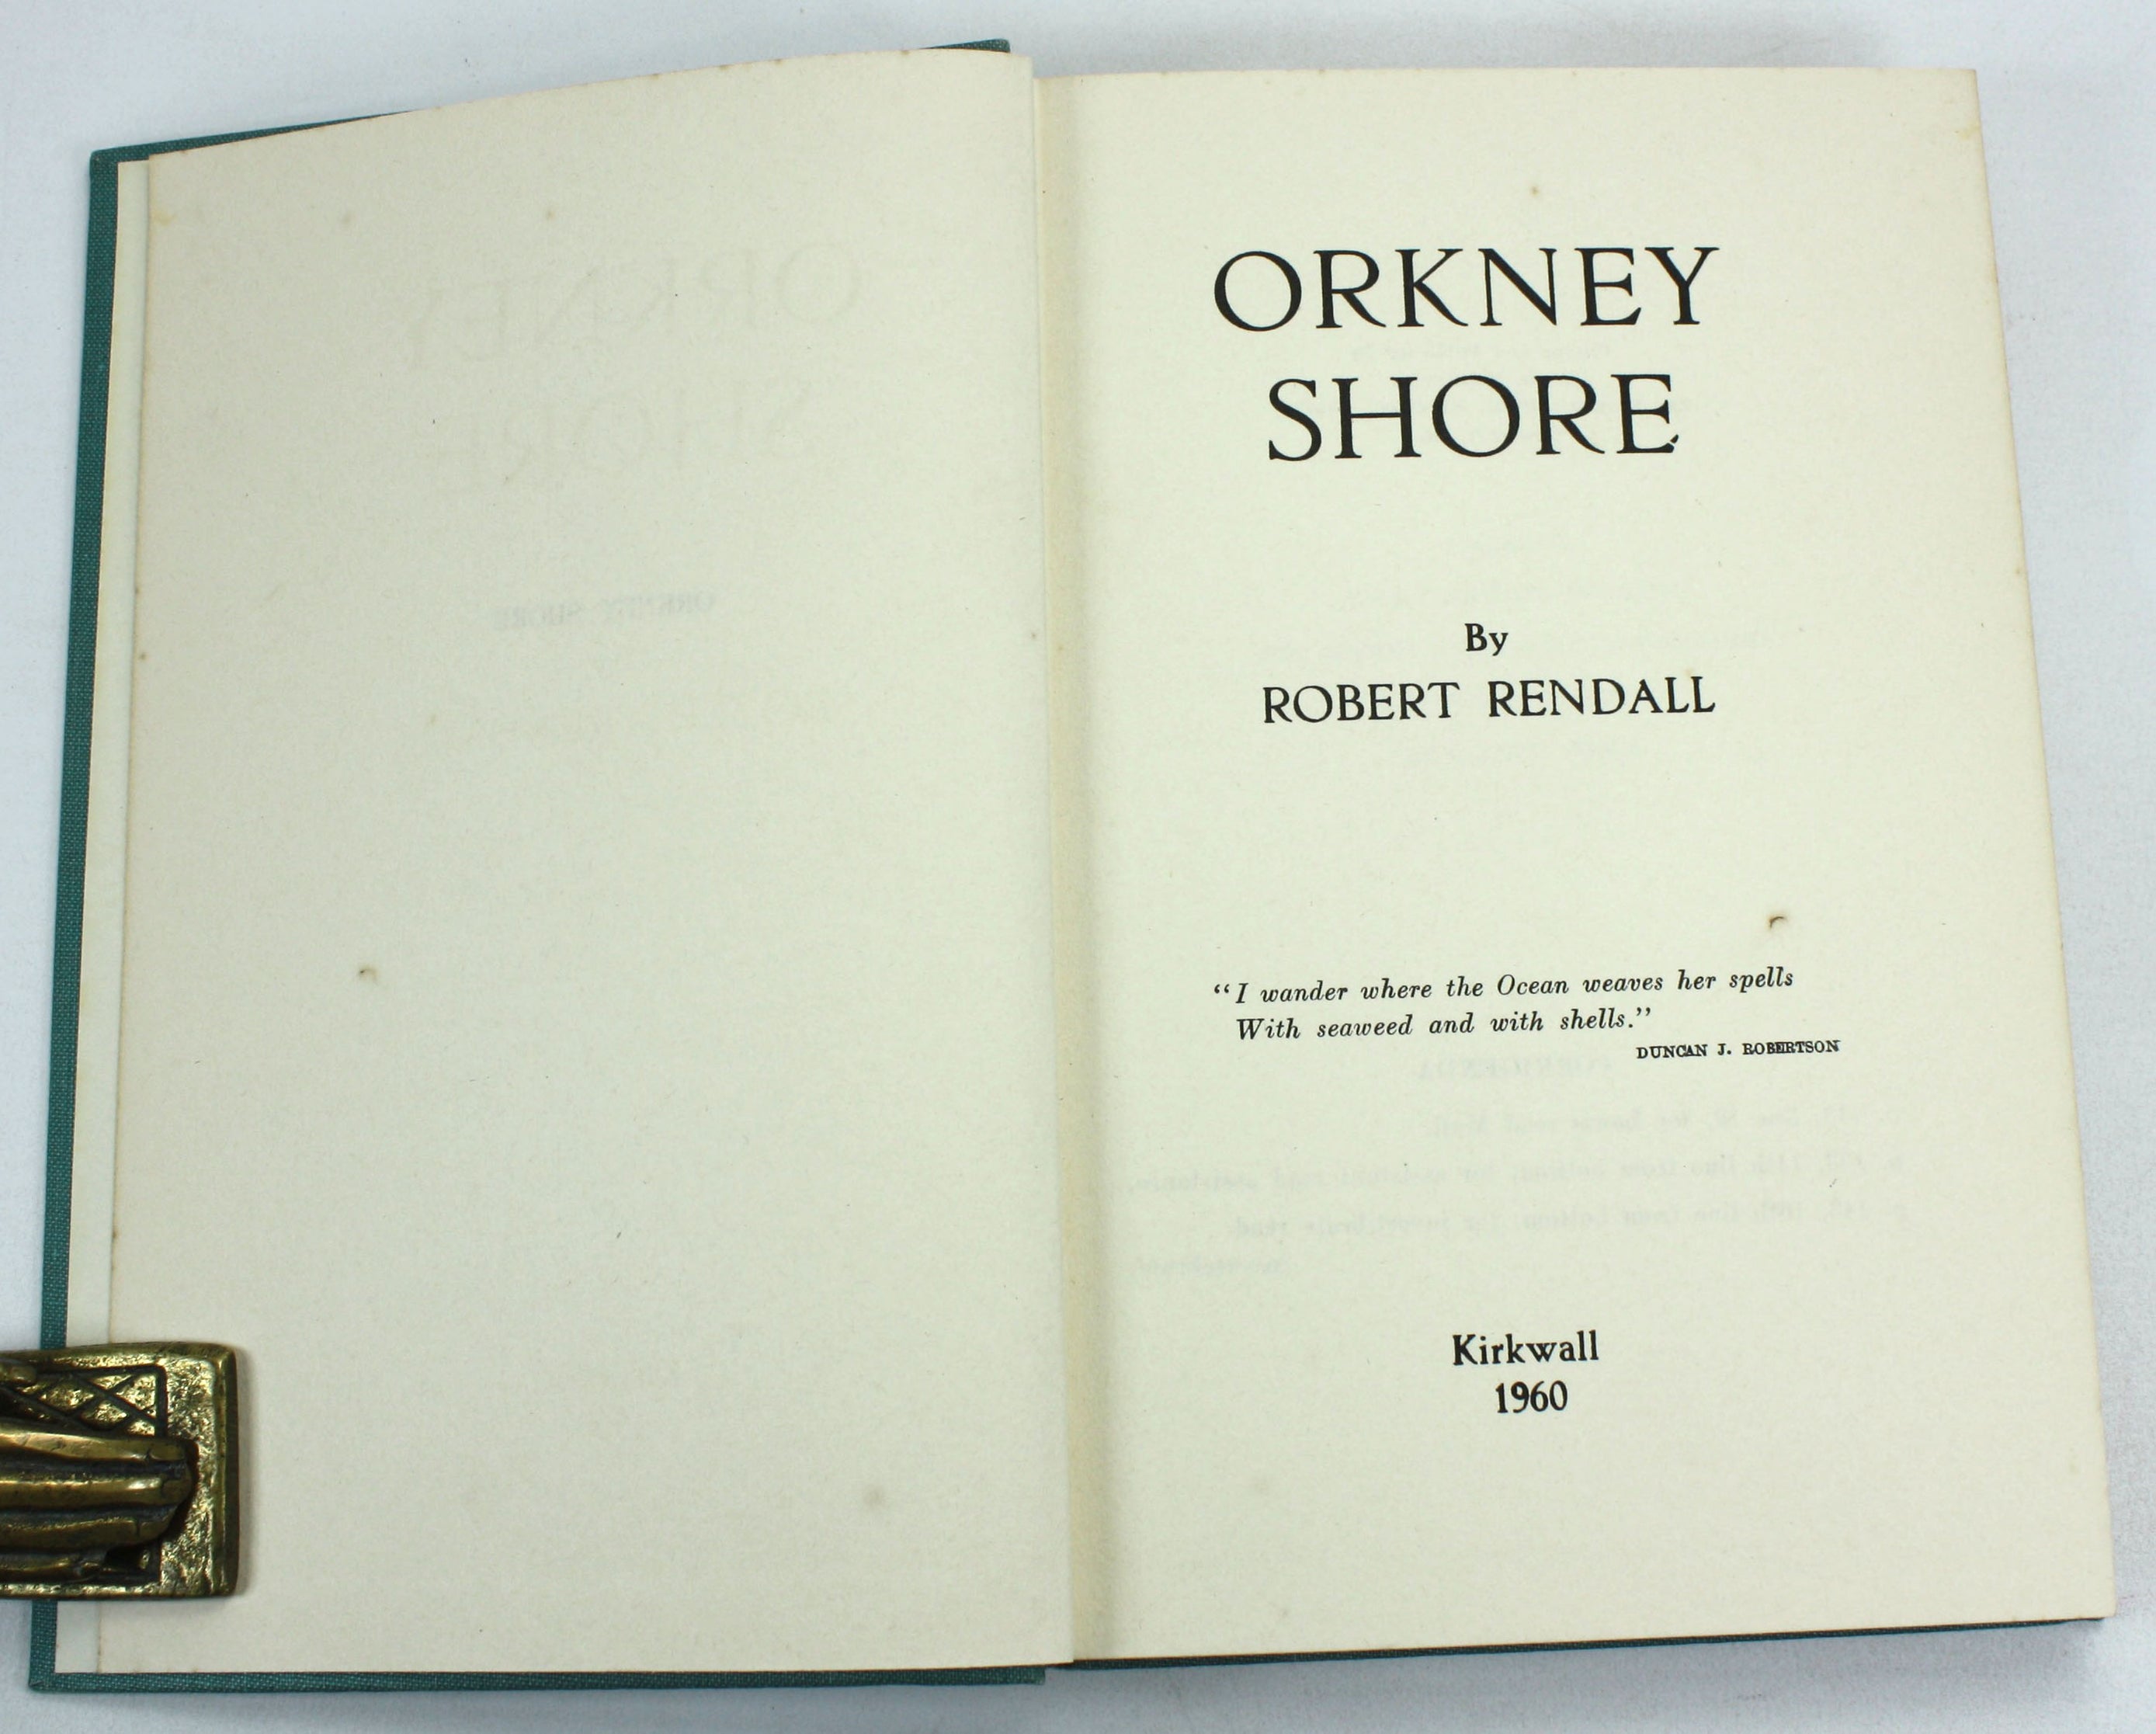 ORKNEY
SHORE
By
ROBERT RENDALL
“I wander where the Ocean weaves her spells
With seaweed and with shells.”
DUNCAN J. ROBERTSON
Kirkwall
1960